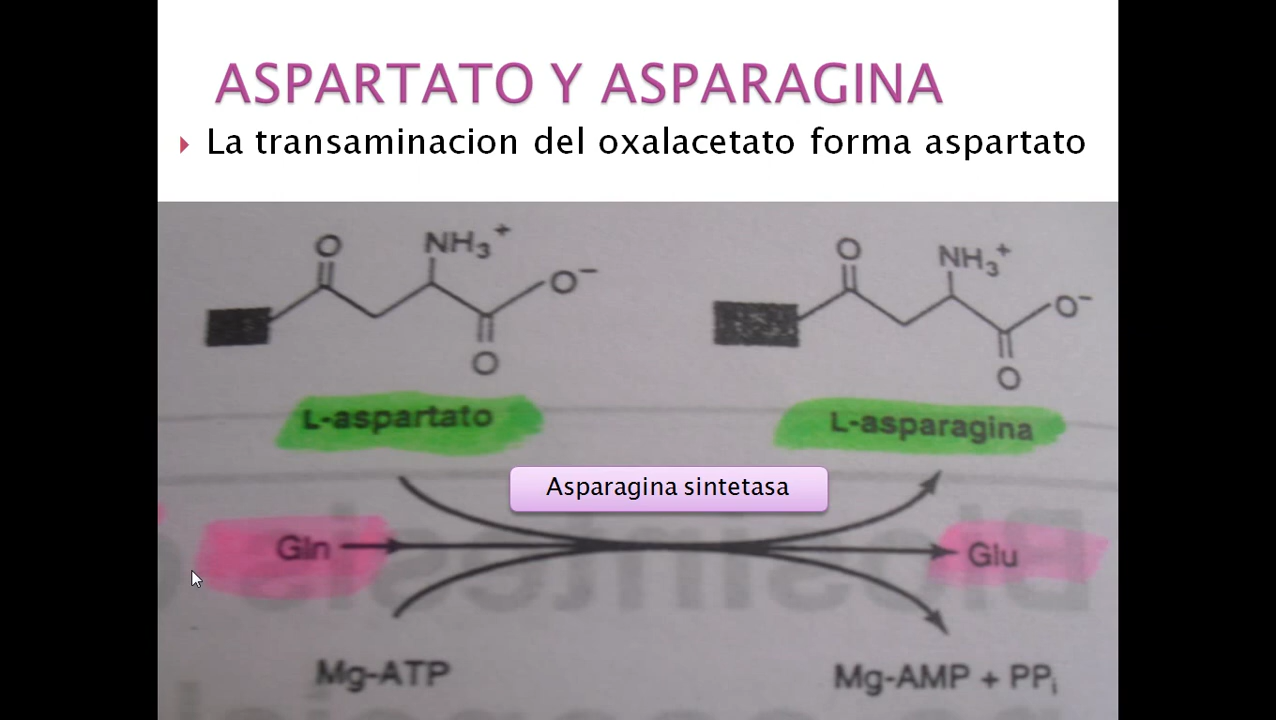 ASPARTATO Y ASPARAGINA
La transaminacion del oxalacetato forma aspartato
O NH₃⁺ O⁻ O
O NH₃⁺ O⁻ O
L-aspartato L-asparagina
Asparagina sintetasa
Gln Glu
Mg-ATP Mg-AMP + PPᵢ